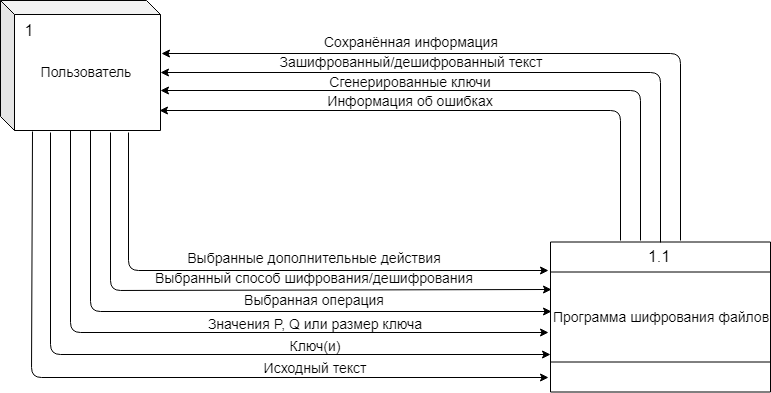 1
Пользователь
Сохранённая информация
Зашифрованный/дешифрованный текст
Сгенерированные ключи
Информация об ошибках
Выбранные дополнительные действия
Выбранный способ шифрования/дешифрования
Выбранная операция
Значения P, Q или размер ключа
Ключ(и)
Исходный текст
1.1
Программа шифрования файлов